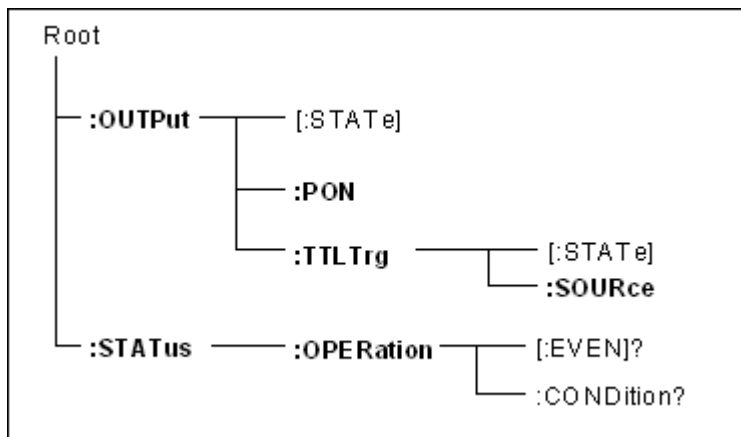 Root
:OUTPut [:STATe]
:PON
:TTLTrg [:STATe]
:SOURce
:STATus :OPERation [:EVEN]?
:CONDition?